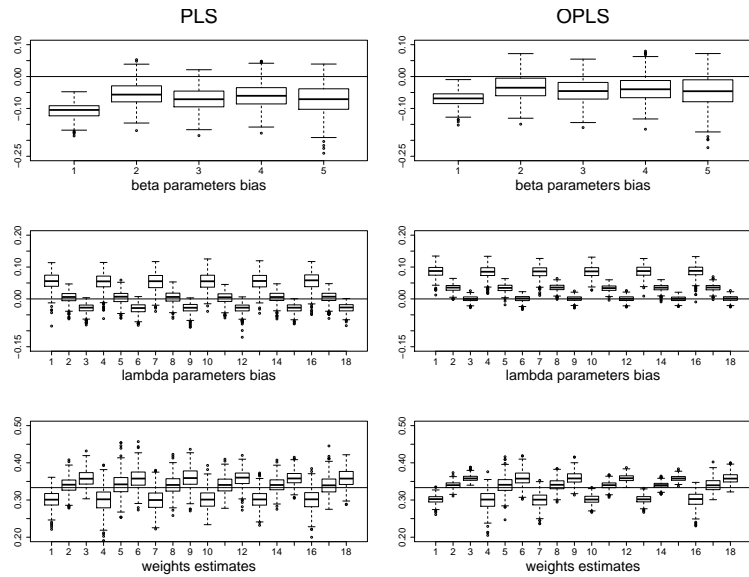 PLS OPLS
0.10
0.00
−0.10
−0.25
1 2 3 4 5
beta parameters bias
0.10
0.00
−0.10
−0.25
1 2 3 4 5
beta parameters bias
0.20
0.10
0.00
−0.15
1 2 3 4 5 6 7 8 9 10 12 14 16 18
lambda parameters bias
0.20
0.10
0.00
−0.15
1 2 3 4 5 6 7 8 9 10 12 14 16 18
lambda parameters bias
0.50
0.40
0.30
0.20
1 2 3 4 5 6 7 8 9 10 12 14 16 18
weights estimates
0.50
0.40
0.30
0.20
1 2 3 4 5 6 7 8 9 10 12 14 16 18
weights estimates